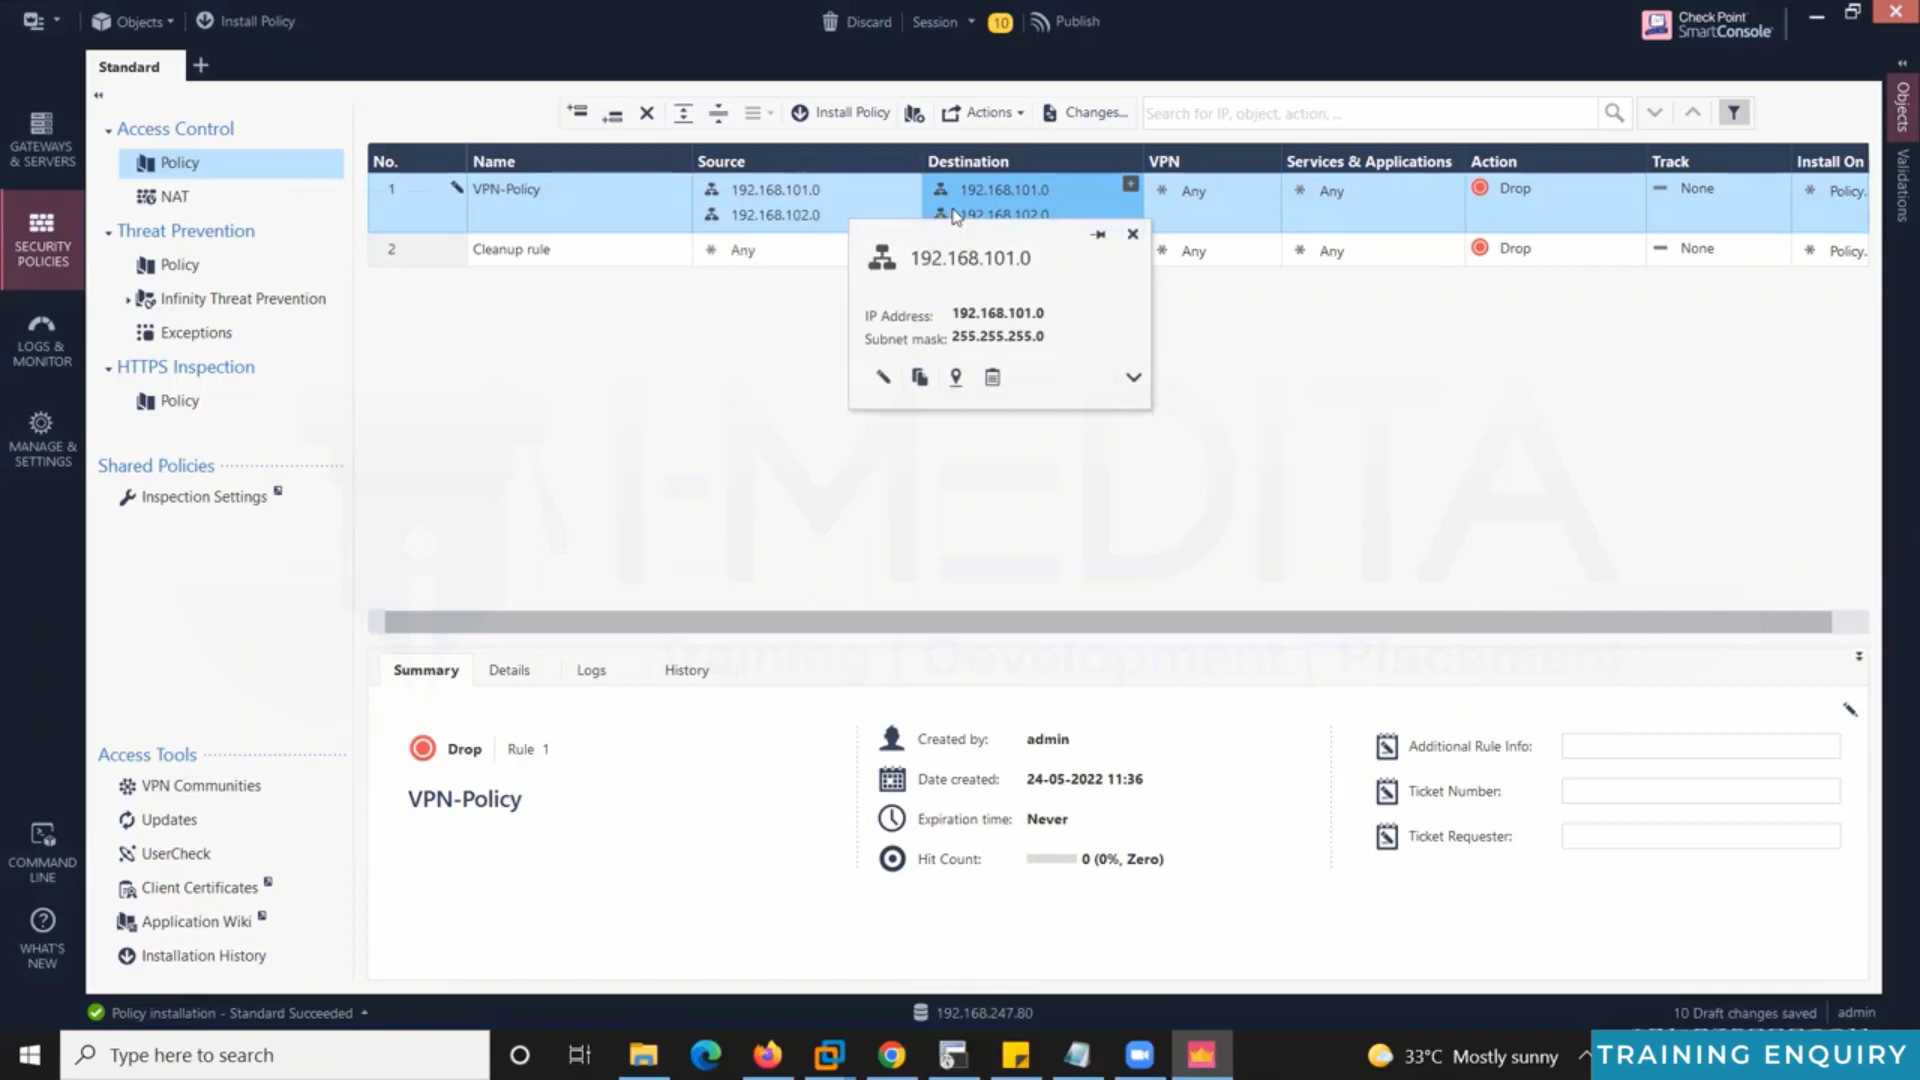 Objects
Install Policy
Discard
Session
10
Publish
Check Point
SmartConsole
Standard
GATEWAYS
& SERVERS
SECURITY
POLICIES
LOGS &
MONITOR
MANAGE &
SETTINGS
COMMAND
LINE
WHAT'S
NEW
Access Control
Policy
NAT
Threat Prevention
Policy
Infinity Threat Prevention
Exceptions
HTTPS Inspection
Policy
Shared Policies
Inspection Settings
Access Tools
VPN Communities
Updates
UserCheck
Client Certificates
Application Wiki
Installation History
Install Policy
Actions
Changes...
Search for IP, object, action, ...
No. Name Source Destination VPN Services & Applications Action Track Install On
1 VPN-Policy 192.168.101.0 192.168.101.0 Any Any Drop None Policy.
192.168.102.0 192.168.102.0
2 Cleanup rule Any Any Any Drop None Policy.
192.168.101.0
IP Address: 192.168.101.0
Subnet mask: 255.255.255.0
I-MEDITA
Training | Development | Placement
Summary Details Logs History
Drop Rule 1
VPN-Policy
Created by: admin
Date created: 24-05-2022 11:36
Expiration time: Never
Hit Count: 0 (0%, Zero)
Additional Rule Info:
Ticket Number:
Ticket Requester:
Objects
Validations
Policy installation - Standard Succeeded
192.168.247.80
10 Draft changes saved
admin
Type here to search
33°C Mostly sunny
TRAINING ENQUIRY